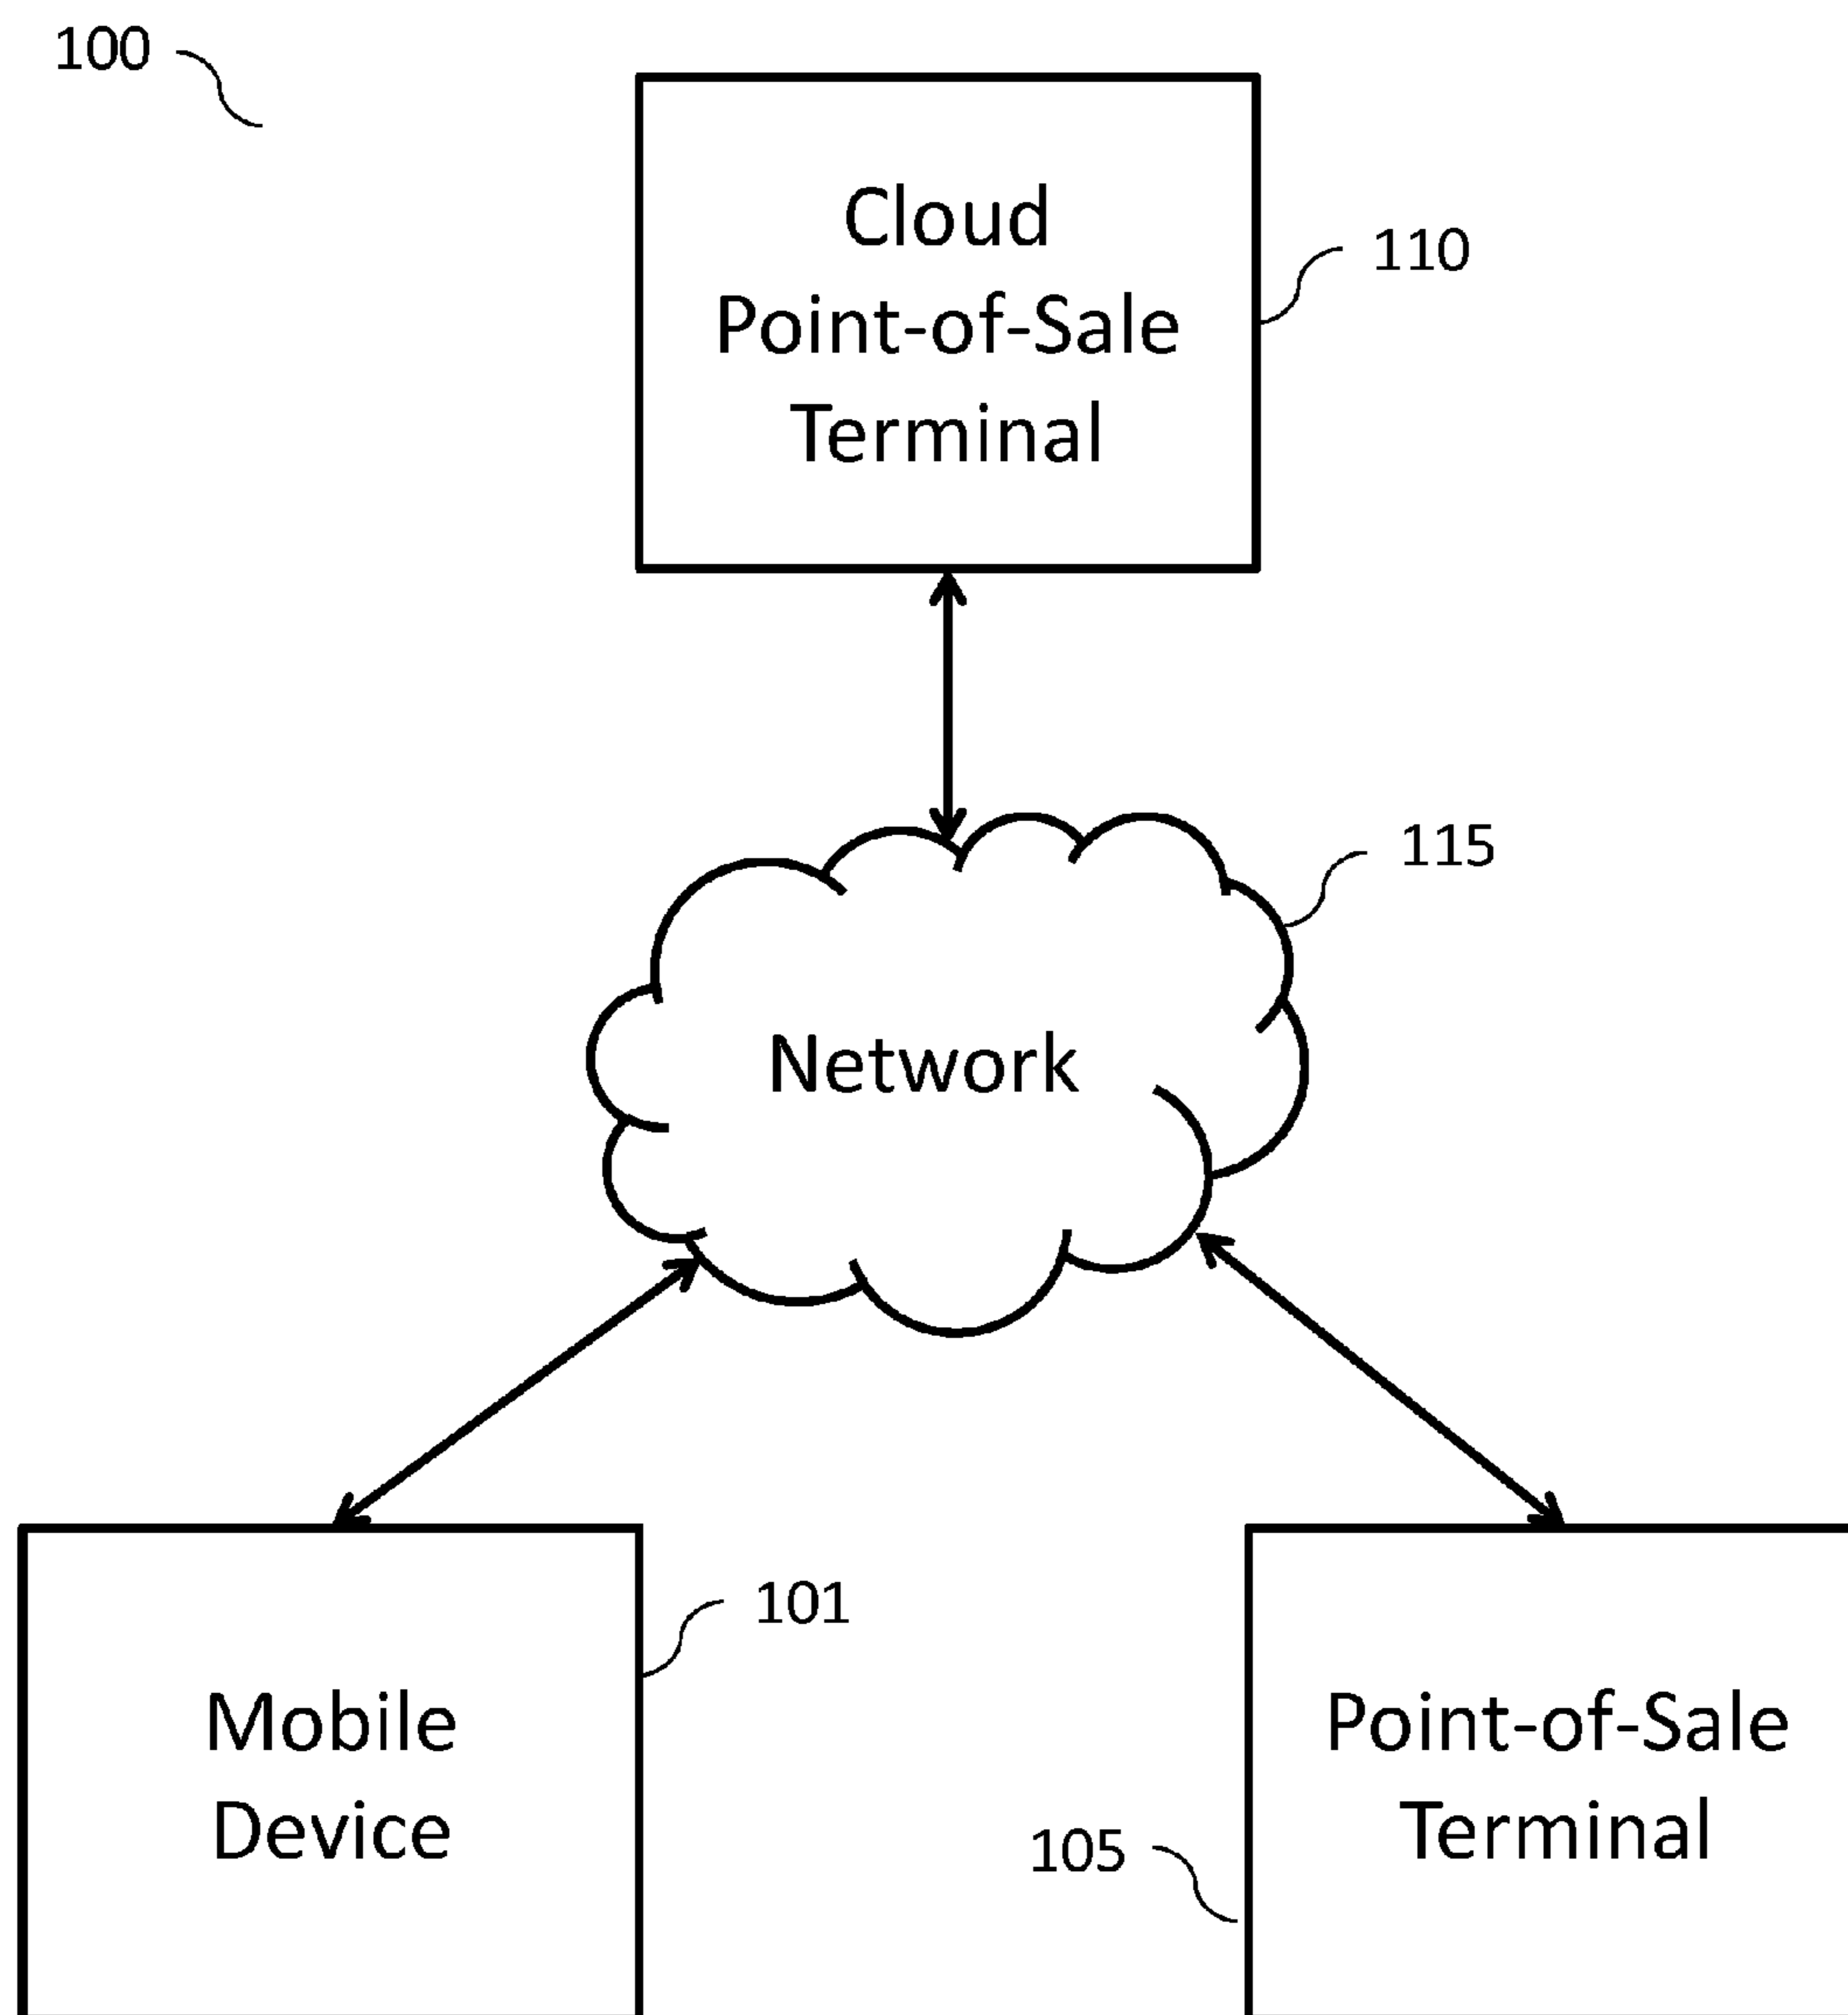 100
Cloud
Point-of-Sale
Terminal
110
115
Network
101
Mobile
Device
Point-of-Sale
Terminal
105